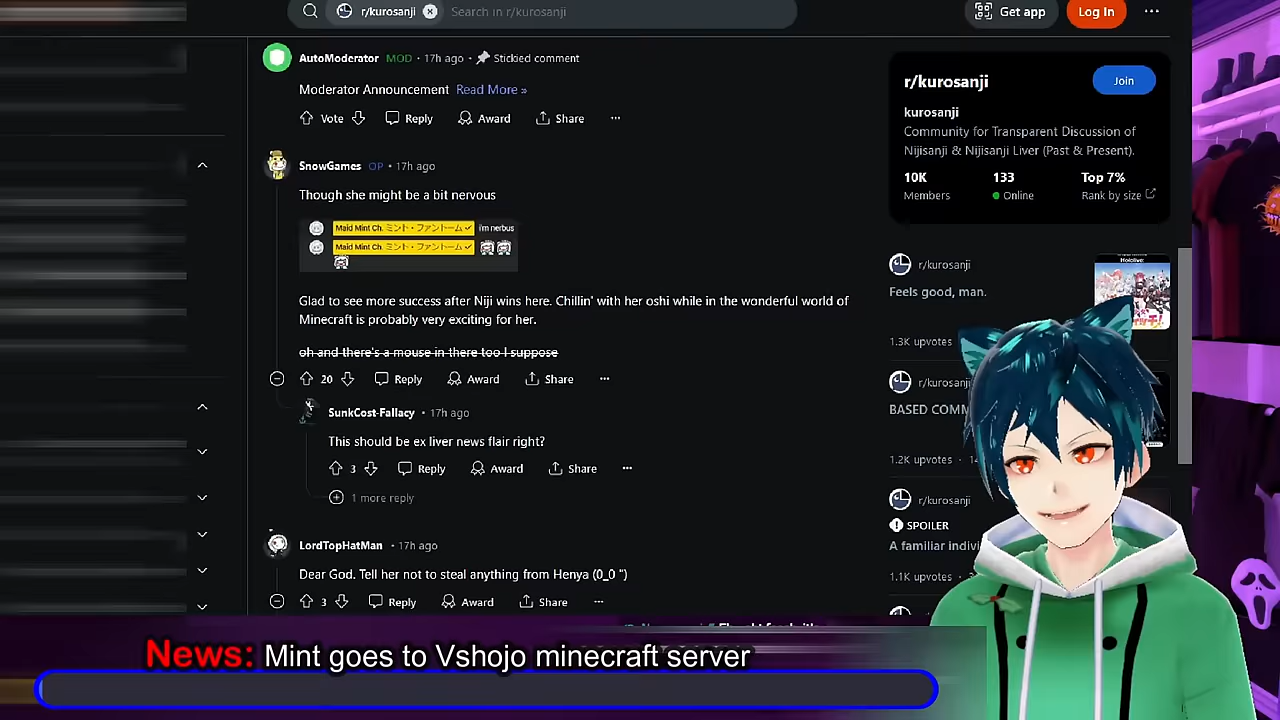 r/kurosanji
Search in r/kurosanji
Get app
Log In
AutoModerator MOD • 17h ago • Stickied comment
Moderator Announcement Read More »
Vote Reply Award Share
SnowGames OP • 17h ago
Though she might be a bit nervous
Maid Mint Ch. ミント・ファントーム i'm nerbus
Maid Mint Ch. ミント・ファントーム
Glad to see more success after Niji wins here. Chillin' with her oshi while in the wonderful world of
Minecraft is probably very exciting for her.
oh and there's a mouse in there too I suppose
20 Reply Award Share
SunkCost-Fallacy • 17h ago
This should be ex liver news flair right?
3 Reply Award Share
1 more reply
LordTopHatMan • 17h ago
Dear God. Tell her not to steal anything from Henya (0_0 ")
3 Reply Award Share
r/kurosanji
Join
kurosanji
Community for Transparent Discussion of
Nijisanji & Nijisanji Liver (Past & Present).
10K 133 Top 7%
Members Online Rank by size
r/kurosanji
Feels good, man.
1.3K upvotes
r/kurosanji
BASED COMM
1.2K upvotes • 1
r/kurosanji
SPOILER
A familiar indivi
1.1K upvotes •
News: Mint goes to Vshojo minecraft server